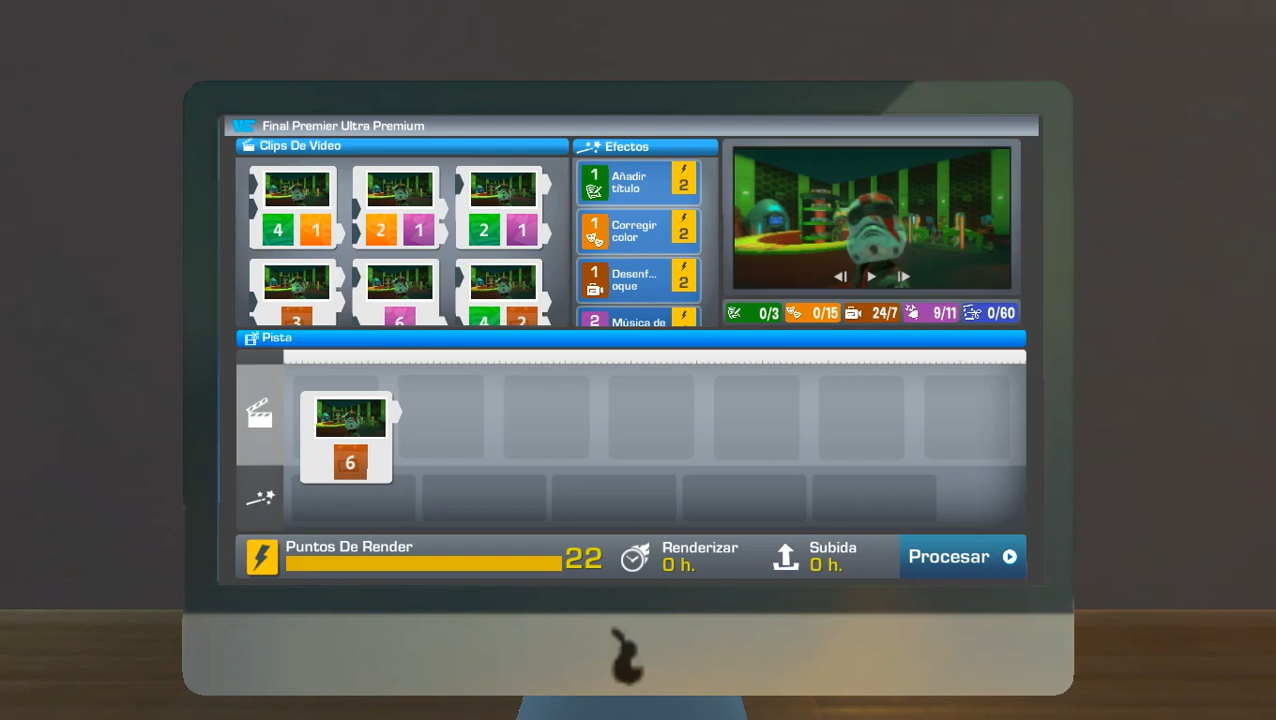 Final Premier Ultra Premium
Clips De Vídeo
Efectos
4 1
2 1
2 1
3
6
4 2
1 Añadir título 2
1 Corregir color 2
1 Desenf... oque 2
2 Música de
0/3 0/15 24/7 9/11 0/60
Pista
6
Puntos De Render
22
Renderizar
0 h.
Subida
0 h.
Procesar